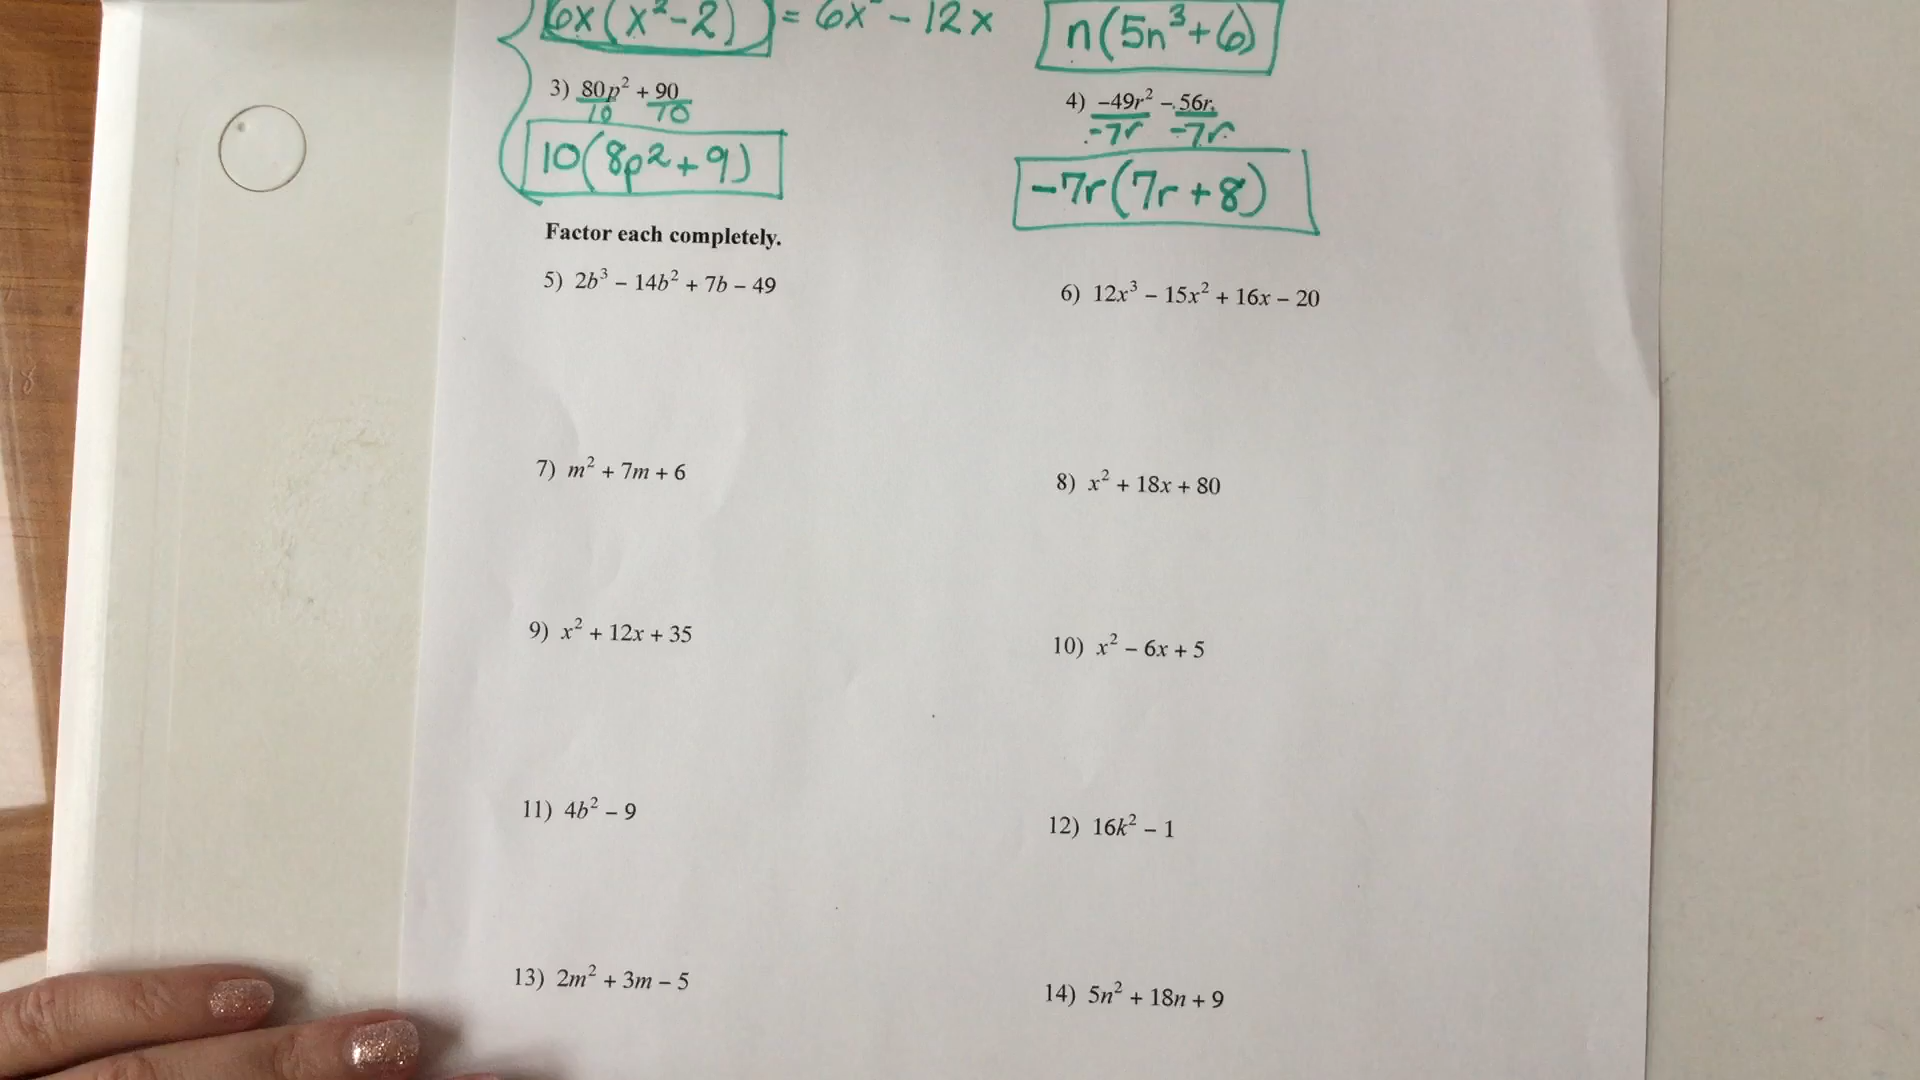 6x(x²-2) = 6x - 12x
n(5n³+6)
3) 80p² + 90
10 10
10(8p²+9)
4) −49r² − 56r
-7r -7r
-7r(7r+8)
Factor each completely.
5) 2b³ − 14b² + 7b − 49
6) 12x³ − 15x² + 16x − 20
7) m² + 7m + 6
8) x² + 18x + 80
9) x² + 12x + 35
10) x² − 6x + 5
11) 4b² − 9
12) 16k² − 1
13) 2m² + 3m − 5
14) 5n² + 18n + 9